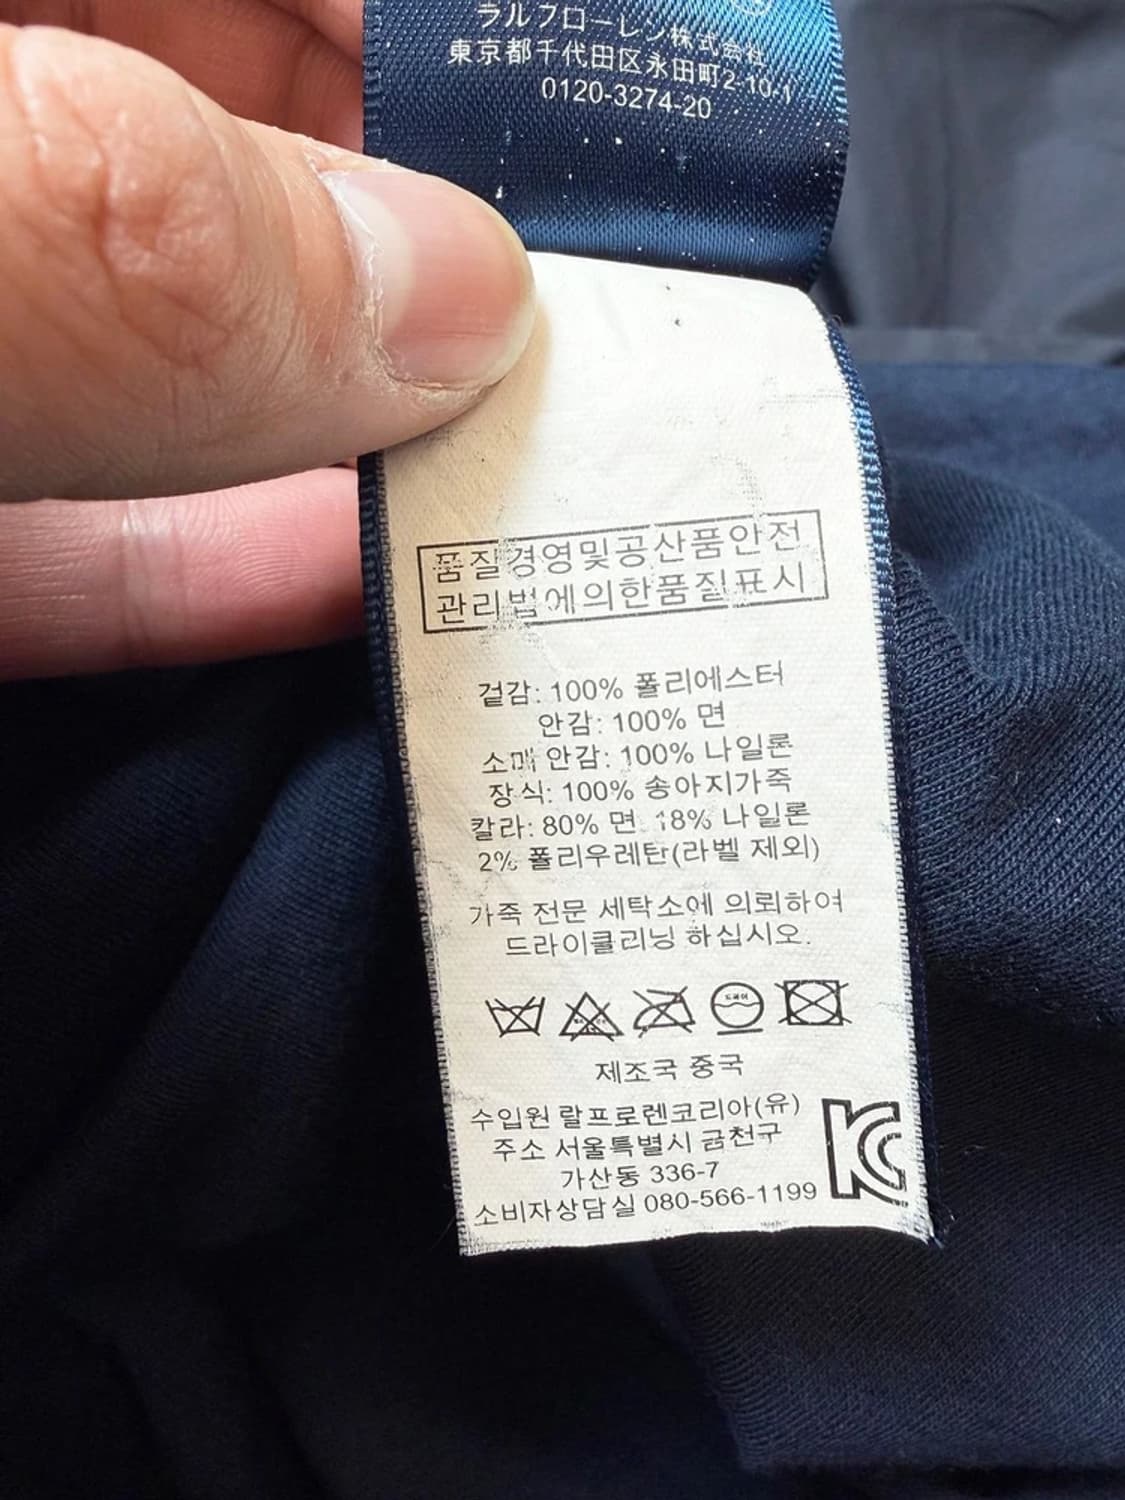 ラルフローレン株式会社
東京都千代田区永田町2-10-1
0120-3274-20
품질경영및공산품안전
관리법에의한품질표시
겉감: 100% 폴리에스터
안감: 100% 면
소매 안감: 100% 나일론
장식: 100% 송아지가죽
칼라: 80% 면 18% 나일론
2% 폴리우레탄(라벨 제외)
가죽 전문 세탁소에 의뢰하여
드라이클리닝 하십시오.
드라이
제조국 중국
수입원 랄프로렌코리아(유)
주소 서울특별시 금천구
가산동 336-7
소비자상담실 080-566-1199